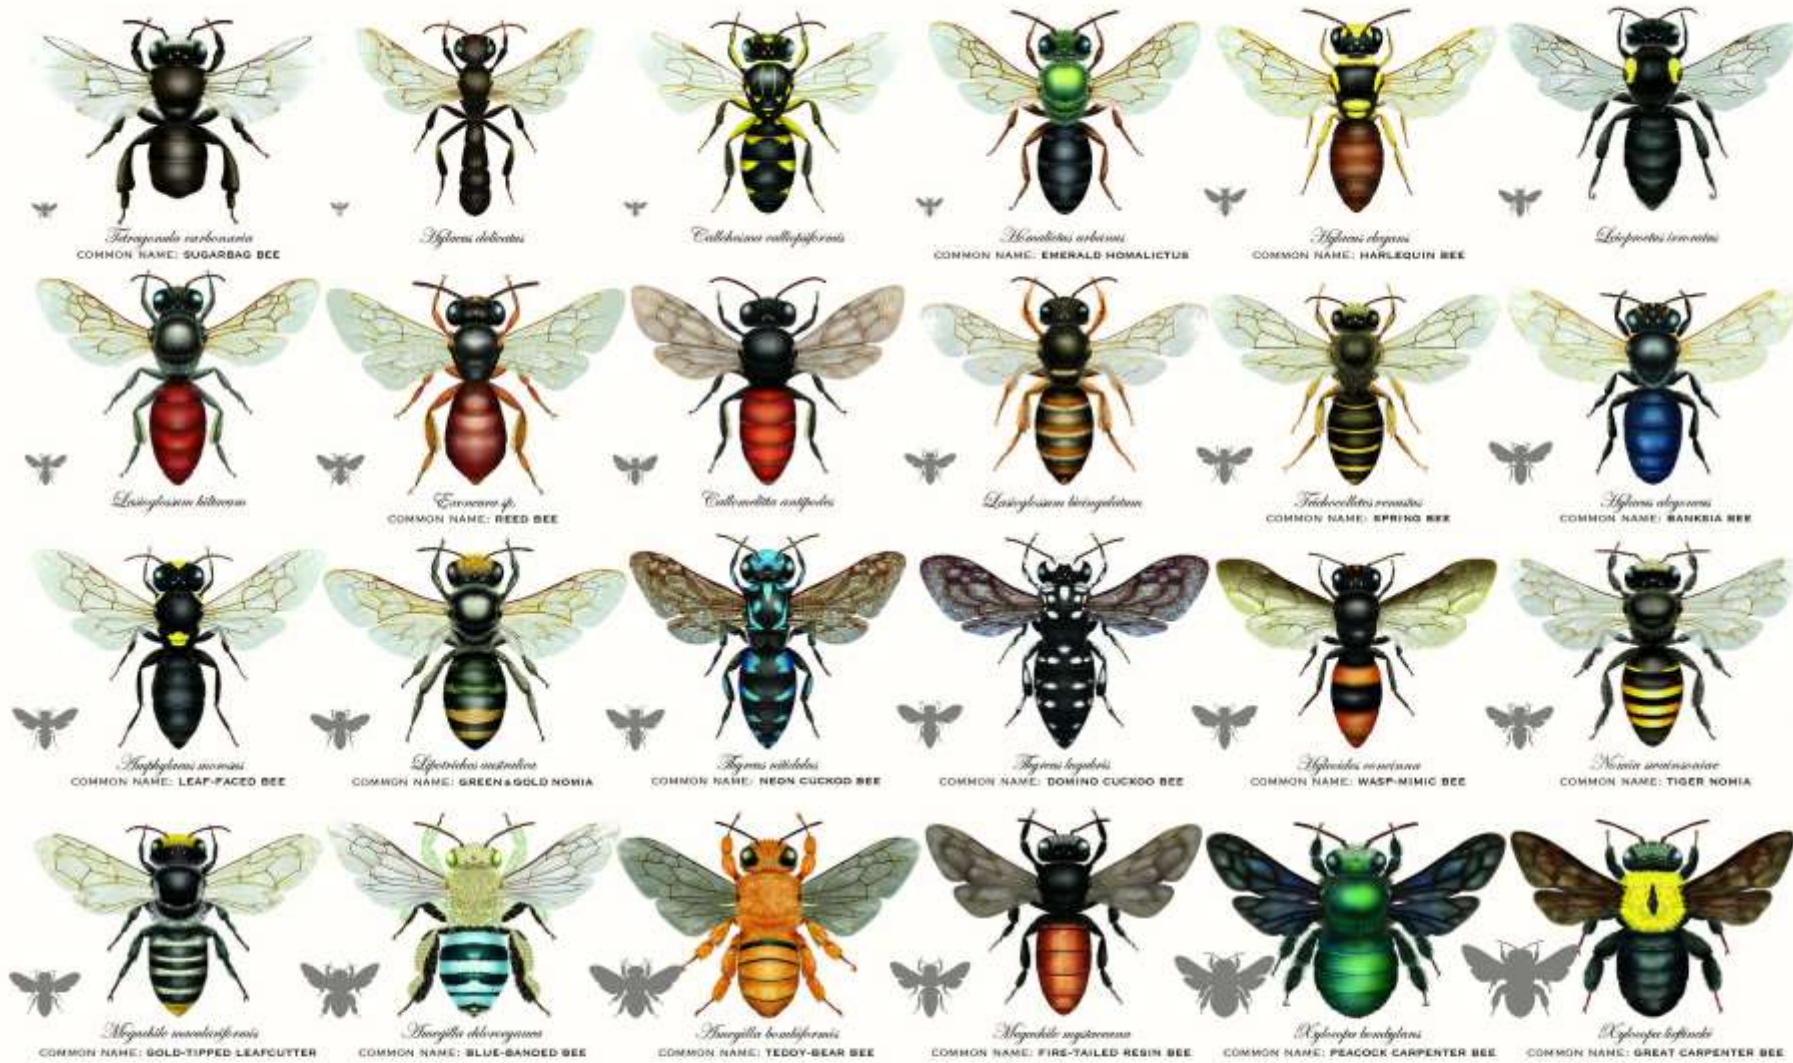 Tetragonula carbonaria
COMMON NAME: SUGARBAG BEE
Hylaeus delicatus
Callohesma calliopsiformis
Homalictus urbanus
COMMON NAME: EMERALD HOMALICTUS
Hylaeus elegans
COMMON NAME: HARLEQUIN BEE
Leioproctus irroratus
Lasioglossum hiltacum
Exoneura sp.
COMMON NAME: REED BEE
Callomelitta antipodes
Lasioglossum bicingulatum
Trichocolletes venustus
COMMON NAME: SPRING BEE
Hylaeus alcyoneus
COMMON NAME: BANKSIA BEE
Amphylaeus morosus
COMMON NAME: LEAF-FACED BEE
Lipotriches australica
COMMON NAME: GREEN & GOLD NOMIA
Thyreus nitidulus
COMMON NAME: NEON CUCKOO BEE
Thyreus lugubris
COMMON NAME: DOMINO CUCKOO BEE
Hyleoides concinna
COMMON NAME: WASP-MIMIC BEE
Nomia swainsoniae
COMMON NAME: TIGER NOMIA
Megachile maculariformis
COMMON NAME: GOLD-TIPPED LEAFCUTTER
Amegilla chlorocyanea
COMMON NAME: BLUE-BANDED BEE
Amegilla bombiformis
COMMON NAME: TEDDY-BEAR BEE
Megachile mystaceana
COMMON NAME: FIRE-TAILED RESIN BEE
Xylocopa bombylans
COMMON NAME: PEACOCK CARPENTER BEE
Xylocopa lieftincki
COMMON NAME: GREAT CARPENTER BEE